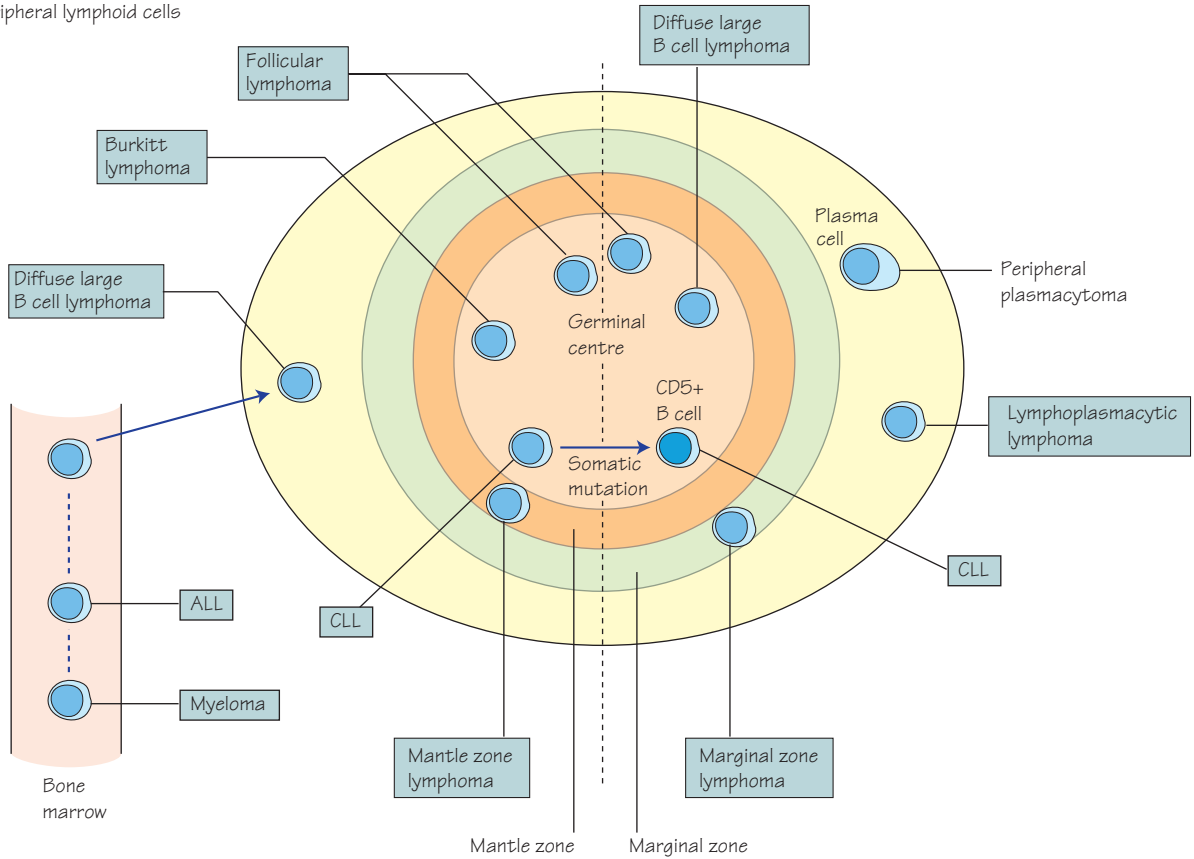 lymphoid cells
Diffuse large
B cell lymphoma
Follicular
lymphoma
Burkitt
lymphoma
Plasma
cell
Peripheral
plasmacytoma
Diffuse large
B cell lymphoma
Germinal
centre
CD5+
B cell
Lymphoplasmacytic
lymphoma
Somatic
mutation
CLL
ALL
CLL
Myeloma
Mantle zone
lymphoma
Marginal zone
lymphoma
Bone
marrow
Mantle zone
Marginal zone